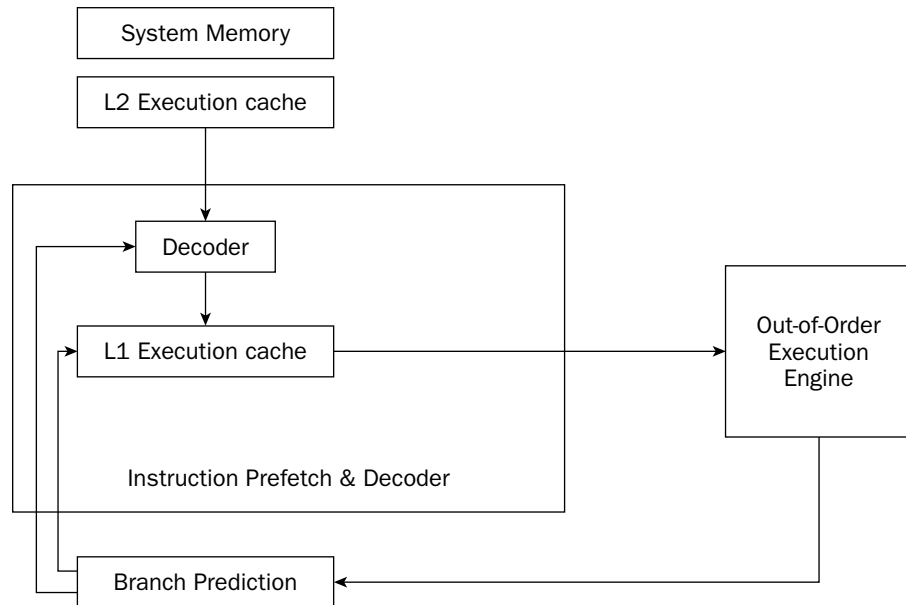 System Memory
L2 Execution cache
Decoder
L1 Execution cache
Out-of-Order
Execution
Engine
Instruction Prefetch & Decoder
Branch Prediction